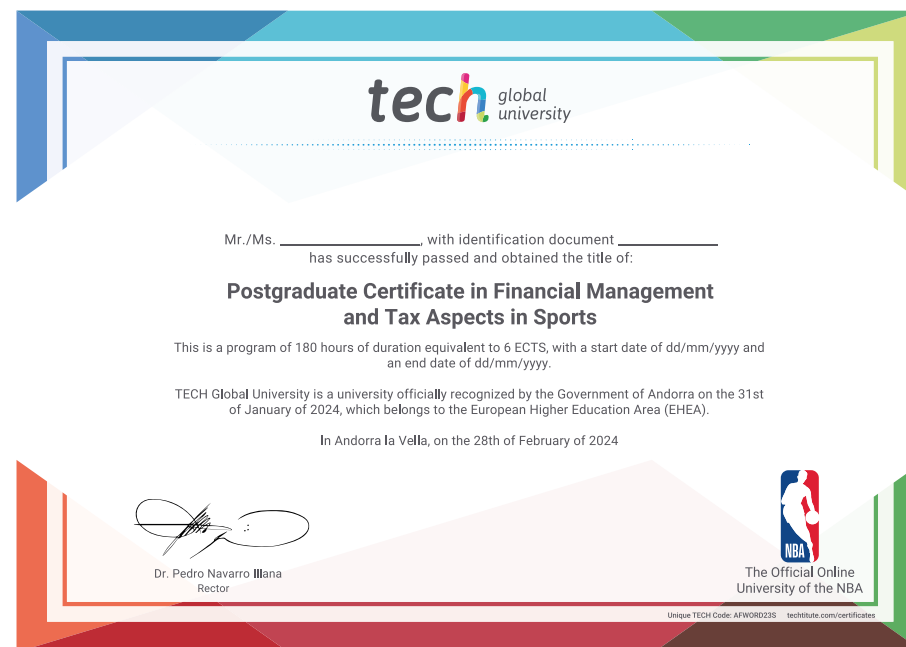 tech global
university
Mr./Ms. ____________, with identification document ____________
has successfully passed and obtained the title of:
Postgraduate Certificate in Financial Management
and Tax Aspects in Sports
This is a program of 180 hours of duration equivalent to 6 ECTS, with a start date of dd/mm/yyyy and
an end date of dd/mm/yyyy.
TECH Global University is a university officially recognized by the Government of Andorra on the 31st
of January of 2024, which belongs to the European Higher Education Area (EHEA).
In Andorra la Vella, on the 28th of February of 2024
Dr. Pedro Navarro Illana
Rector
NBA
The Official Online
University of the NBA
Unique TECH Code: AFWORD23S techtitute.com/certificates